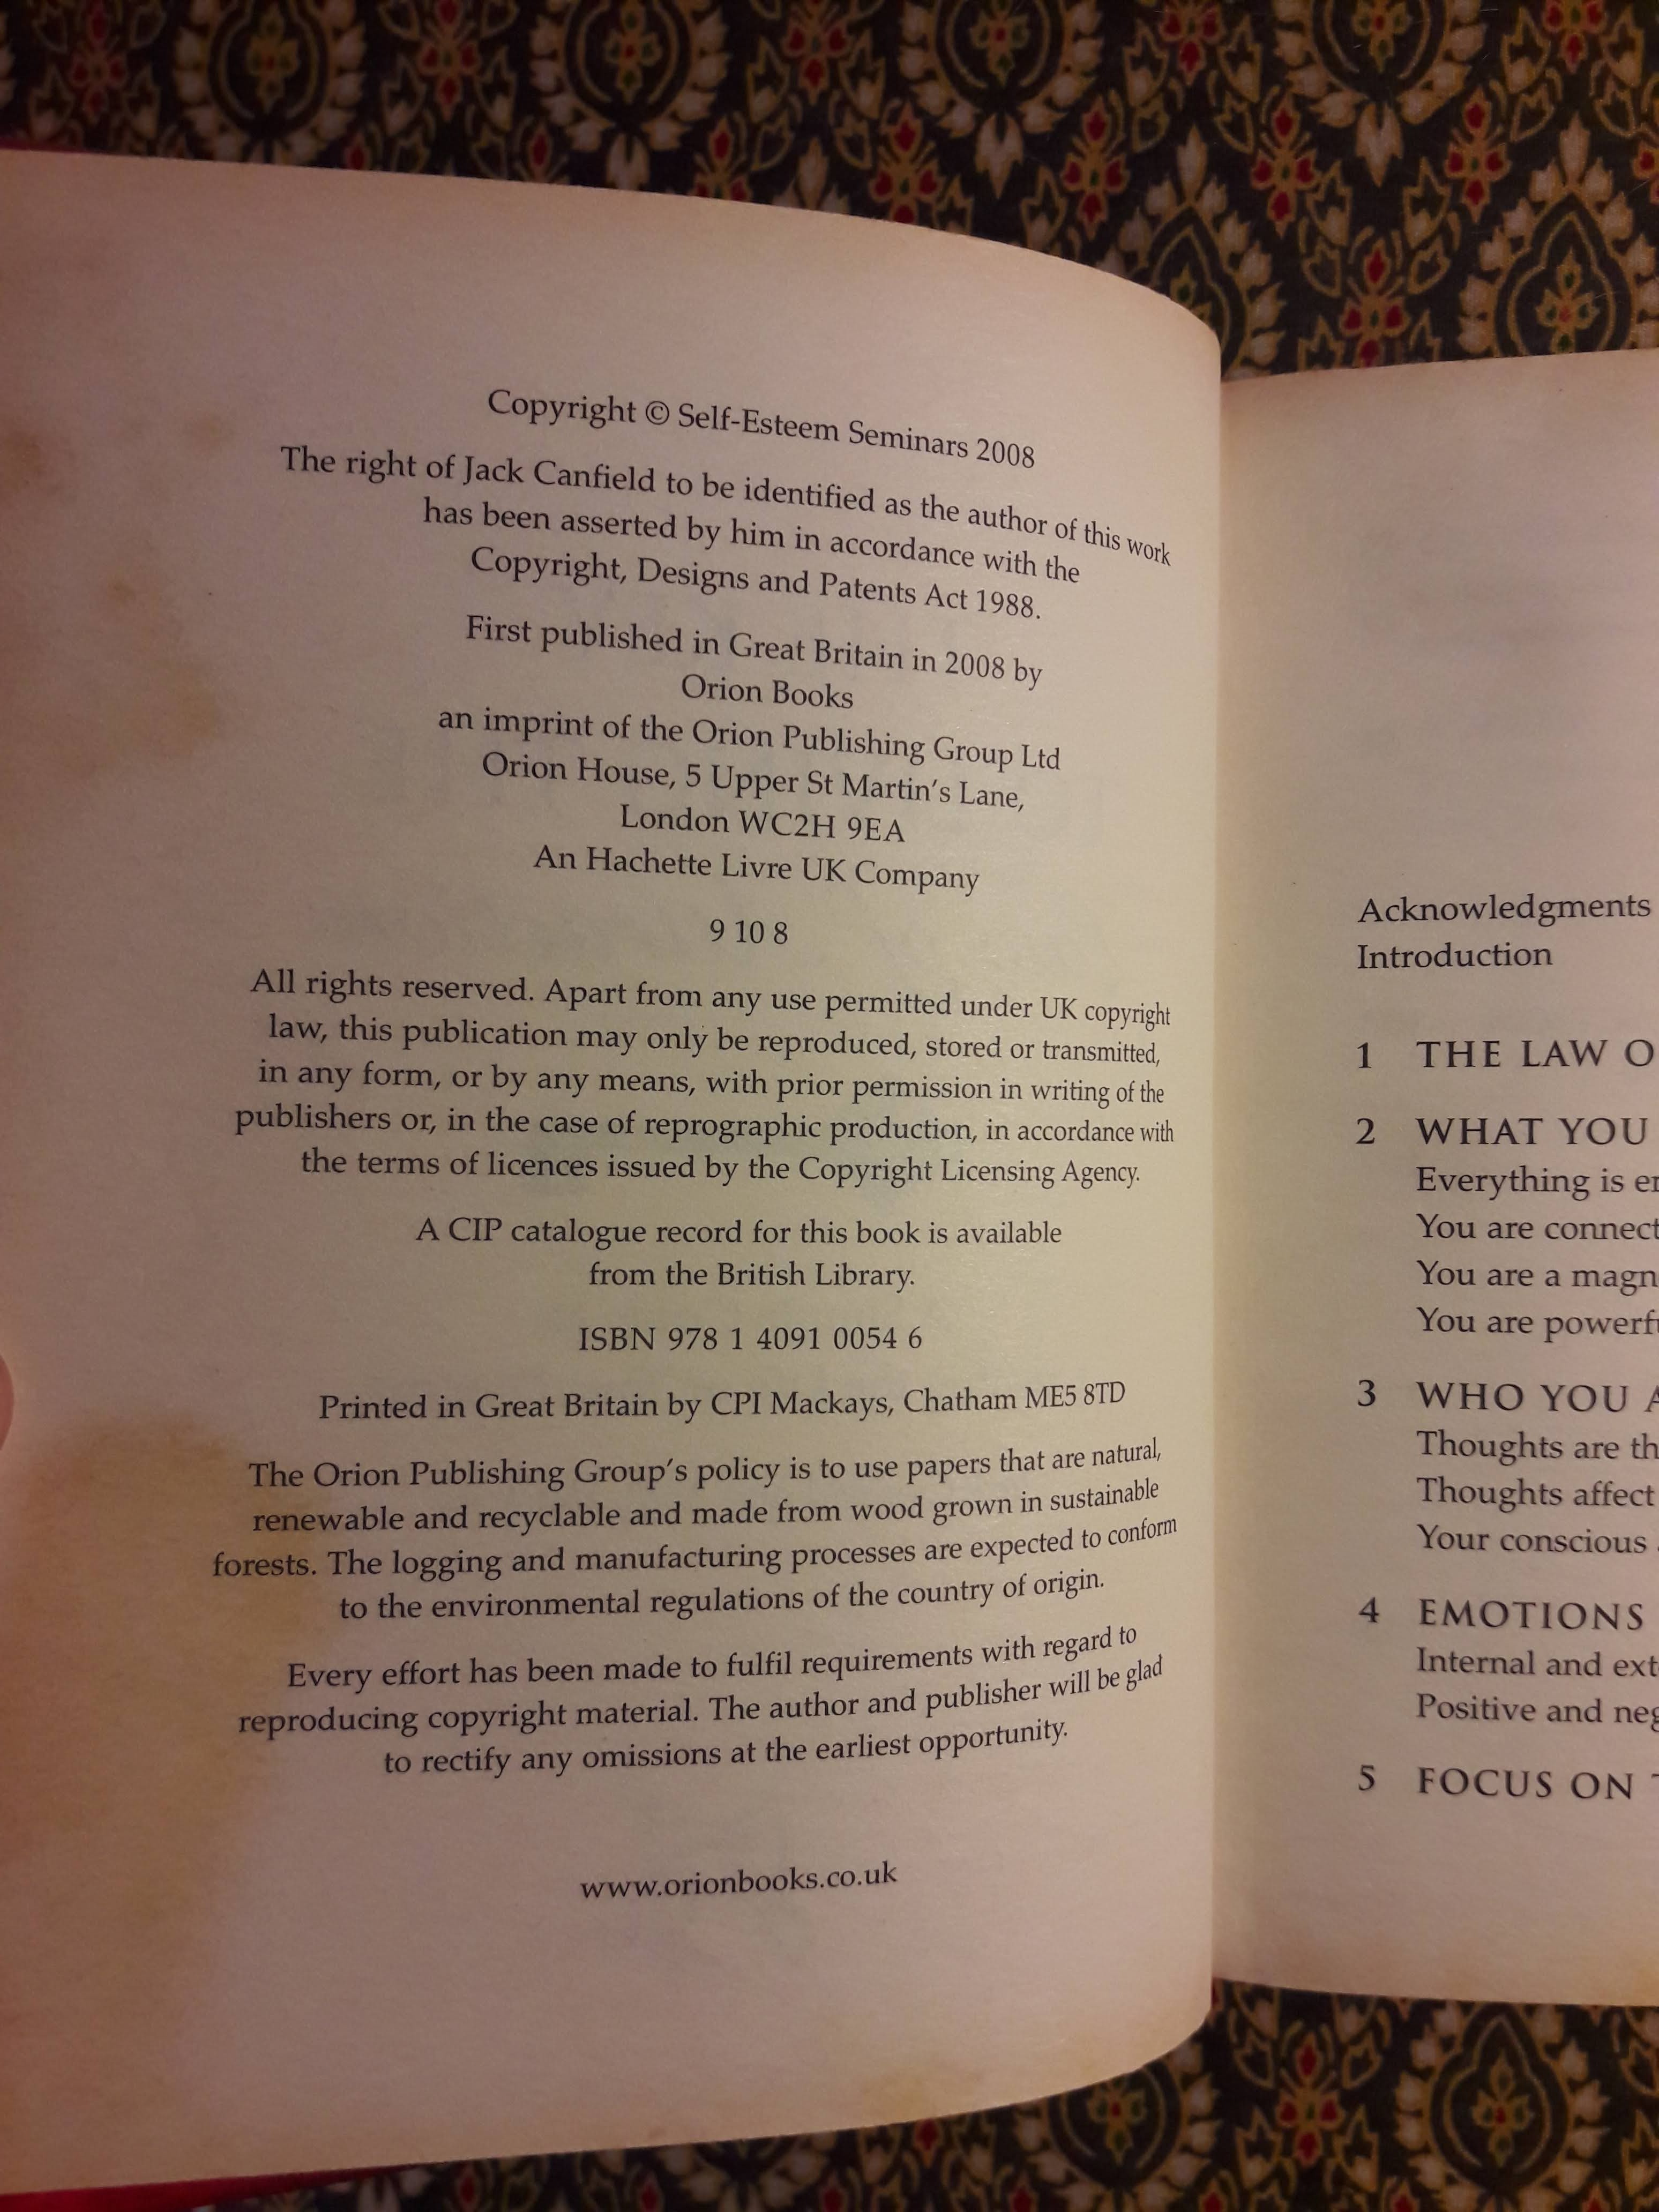 Copyright © Self-Esteem Seminars 2008
The right of Jack Canfield to be identified as the author of this work
has been asserted by him in accordance with the
Copyright, Designs and Patents Act 1988.
First published in Great Britain in 2008 by
Orion Books
an imprint of the Orion Publishing Group Ltd
Orion House, 5 Upper St Martin's Lane,
London WC2H 9EA
An Hachette Livre UK Company
9 10 8
All rights reserved. Apart from any use permitted under UK copyright
law, this publication may only be reproduced, stored or transmitted,
in any form, or by any means, with prior permission in writing of the
publishers or, in the case of reprographic production, in accordance with
the terms of licences issued by the Copyright Licensing Agency.
A CIP catalogue record for this book is available
from the British Library.
ISBN 978 1 4091 0054 6
Printed in Great Britain by CPI Mackays, Chatham ME5 8TD
The Orion Publishing Group's policy is to use papers that are natural,
renewable and recyclable and made from wood grown in sustainable
forests. The logging and manufacturing processes are expected to conform
to the environmental regulations of the country of origin.
Every effort has been made to fulfil requirements with regard to
reproducing copyright material. The author and publisher will be glad
to rectify any omissions at the earliest opportunity.
www.orionbooks.co.uk
Acknowledgments
Introduction
1 THE LAW
2 WHAT YOU
Everything is
You are
You are a
You are
3 WHO YOU
Thoughts are
Thoughts affect
Your conscious
4 EMOTIONS
Internal and
Positive and
5 FOCUS ON